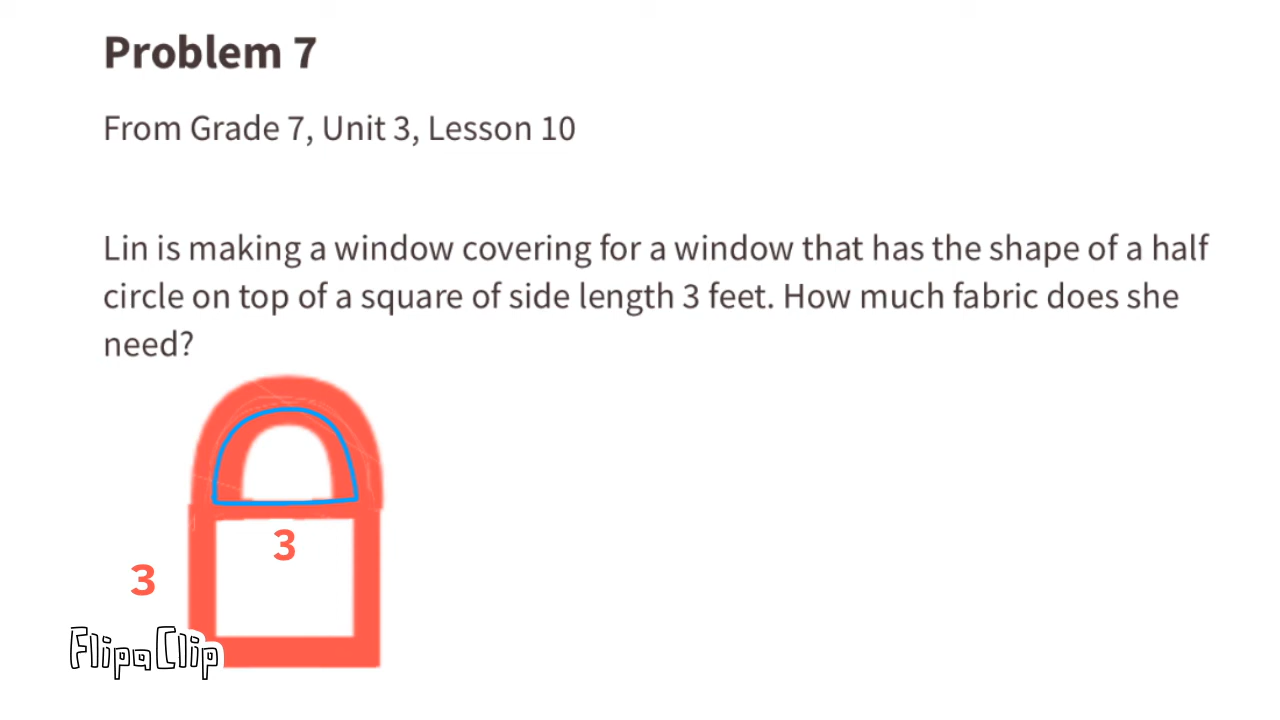 Problem 7
From Grade 7, Unit 3, Lesson 10
Lin is making a window covering for a window that has the shape of a half
circle on top of a square of side length 3 feet. How much fabric does she
need?
3
3
FlipaClip